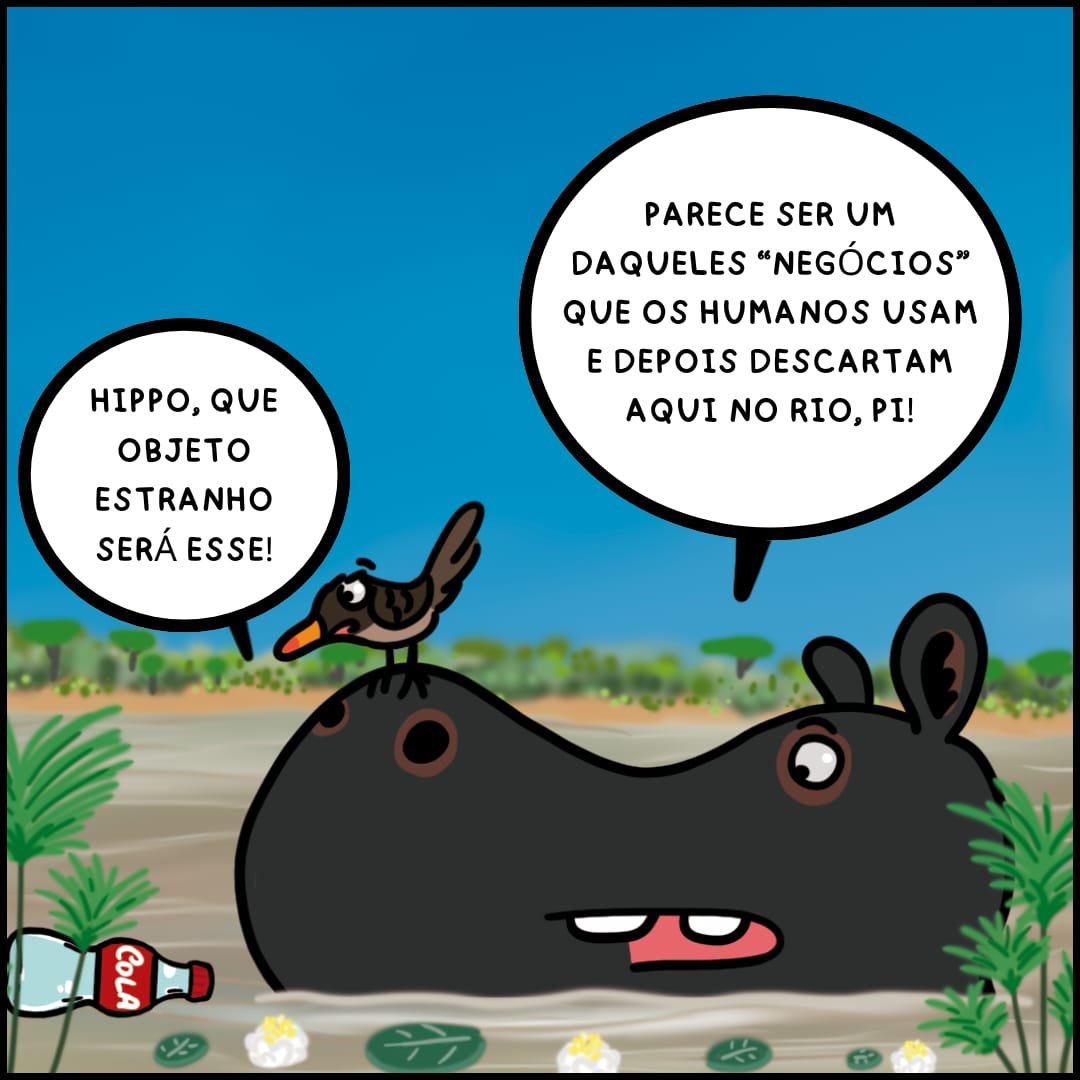 HIPPO, QUE
OBJETO
ESTRANHO
SERÁ ESSE!
PARECE SER UM
DAQUELES “NEGÓCIOS”
QUE OS HUMANOS USAM
E DEPOIS DESCARTAM
AQUI NO RIO, PI!
COLA